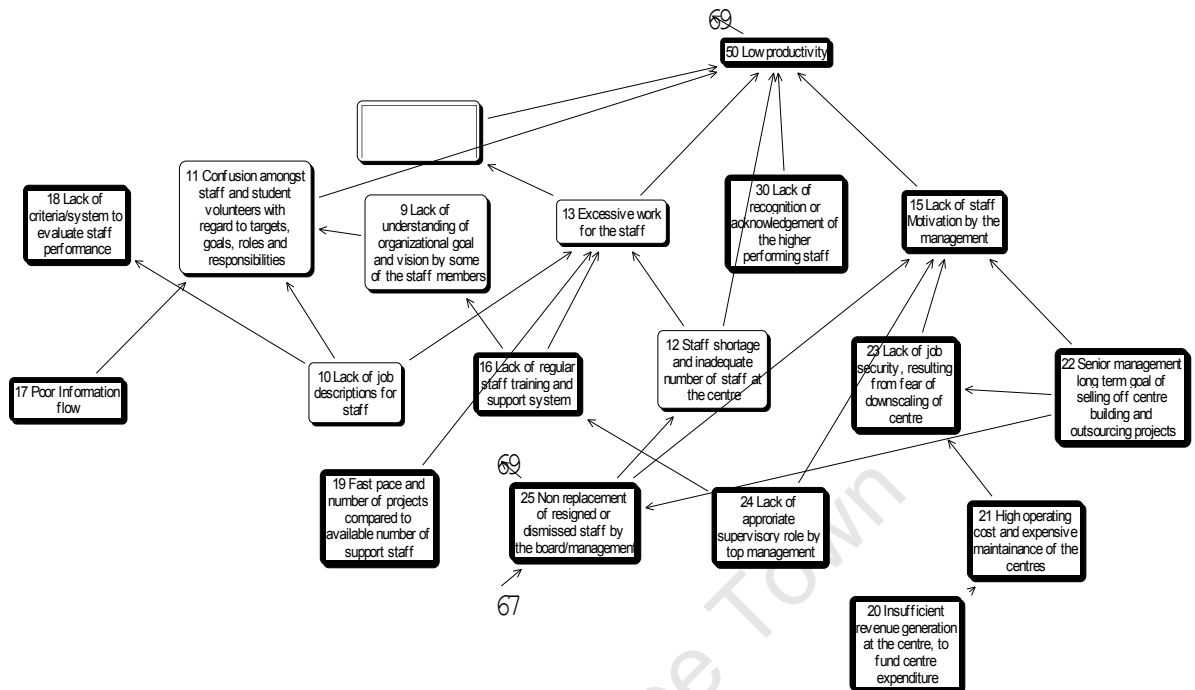 69
50 Low productivity
11 Confusion amongst
staff and student
volunteers with
regard to targets,
goals, roles and
responsibilities
18 Lack of
criteria/system to
evaluate staff
performance
9 Lack of
understanding of
organizational goal
and vision by some
of the staff members
13 Excessive work
for the staff
30 Lack of
recognition or
acknowledgement of
the higher
performing staff
15 Lack of staff
Motivation by the
management
17 Poor Information
flow
10 Lack of job
descriptions for
staff
16 Lack of regular
staff training and
support system
12 Staff shortage
and inadequate
number of staff at
the centre
23 Lack of job
security, resulting
from fear of
downscaling of
centre
22 Senior management
long term goal of
selling off centre
building and
outsourcing projects
19 Fast pace and
number of projects
compared to
available number of
support staff
69
25 Non replacement
of resigned or
dismissed staff by
the board/management
67
24 Lack of
approriate
supervisory role by
top management
21 High operating
cost and expensive
maintainance of the
centres
20 Insufficient
revenue generation
at the centre, to
fund centre
expenditure
Town